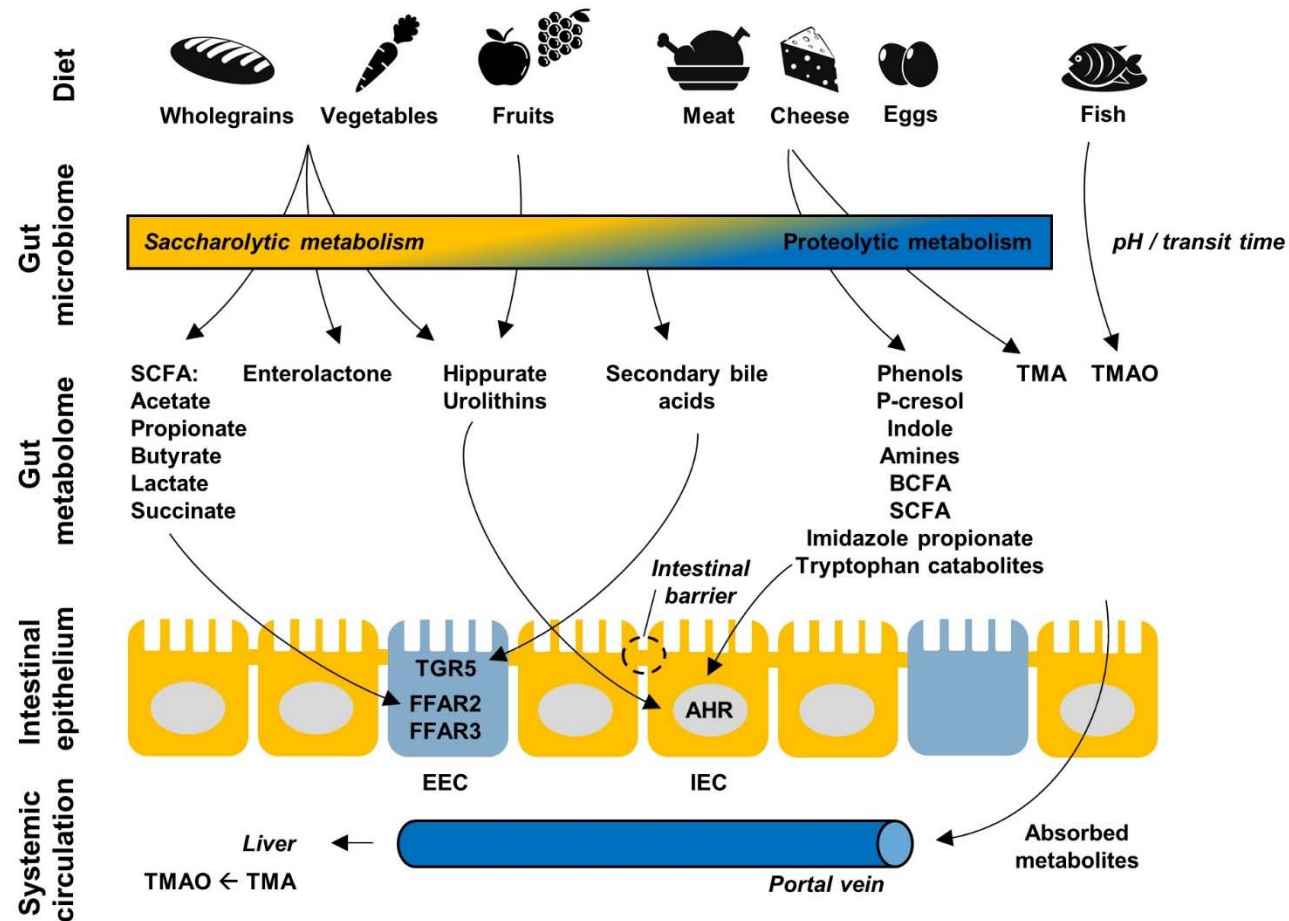 Diet
Wholegrains
Vegetables
Fruits
Meat
Cheese
Eggs
Fish
Gut
microbiome
Saccharolytic metabolism
Proteolytic metabolism
pH / transit time
Gut
metabolome
SCFA:
Acetate
Propionate
Butyrate
Lactate
Succinate
Enterolactone
Hippurate
Urolithins
Secondary bile
acids
Phenols
P-cresol
Indole
Amines
BCFA
SCFA
Imidazole propionate
Tryptophan catabolites
TMA
TMAO
Intestinal
barrier
Intestinal
epithelium
TGR5
FFAR2
FFAR3
AHR
EEC
IEC
Systemic
circulation
Liver
TMAO ← TMA
Portal vein
Absorbed
metabolites